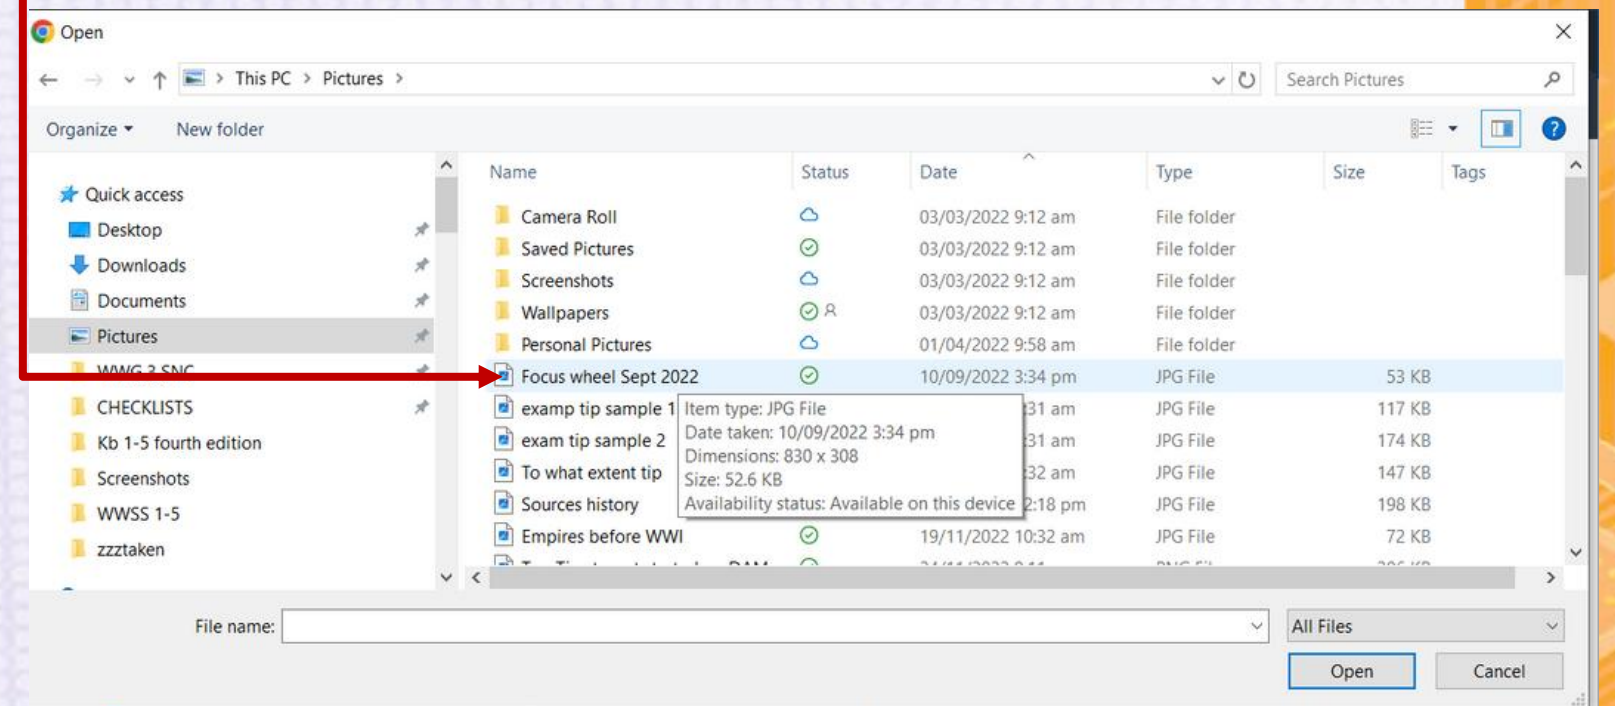 Open
This PC > Pictures >
Search Pictures
Organize
New folder
Quick access
Desktop
Downloads
Documents
Pictures
WWG 3 SNC
CHECKLISTS
Kb 1-5 fourth edition
Screenshots
WWSS 1-5
zzztaken
Name Status Date Type Size Tags
Camera Roll 03/03/2022 9:12 am File folder
Saved Pictures 03/03/2022 9:12 am File folder
Screenshots 03/03/2022 9:12 am File folder
Wallpapers 03/03/2022 9:12 am File folder
Personal Pictures 01/04/2022 9:58 am File folder
Focus wheel Sept 2022 10/09/2022 3:34 pm JPG File 53 KB
examp tip sample 1 :31 am JPG File 117 KB
exam tip sample 2 :31 am JPG File 174 KB
To what extent tip :32 am JPG File 147 KB
Sources history 2:18 pm JPG File 198 KB
Empires before WWI 19/11/2022 10:32 am JPG File 72 KB
Item type: JPG File
Date taken: 10/09/2022 3:34 pm
Dimensions: 830 x 308
Size: 52.6 KB
Availability status: Available on this device
File name:
All Files
Open
Cancel